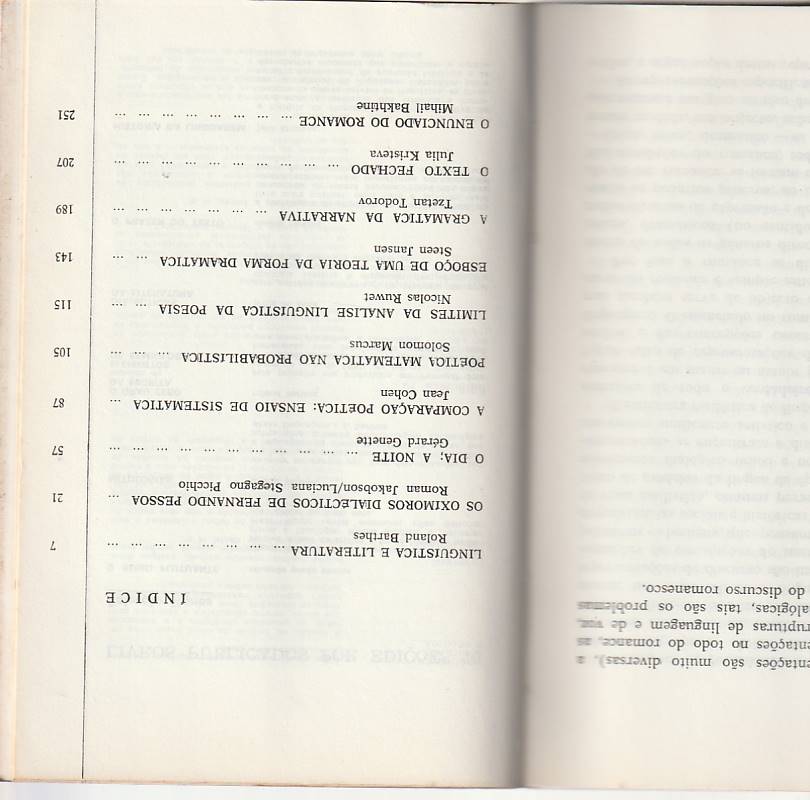 entações são muito diversas). a
entações no todo do romance, as
rupturas de linguagem e de voz,
alógicas, tais são os problemas
do discurso romanesco.
INDICE
LINGUISTICA E LITERATURA ... ... ... ... ... ... ... ... ... 7
Roland Barthes
OS OXIMOROS DIALECTICOS DE FERNANDO PESSOA ... 21
Roman Jakobson/Luciana Stegagno Picchio
O DIA; A NOITE ... ... ... ... ... ... ... ... ... ... ... ... 57
Gérard Genette
A COMPARAÇÃO POETICA: ENSAIO DE SISTEMATICA ... 87
Jean Cohen
POETICA MATEMATICA NÃO PROBABILISTICA ... ... ... 105
Solomon Marcus
LIMITES DA ANALISE LINGUISTICA DA POESIA ... ... 115
Nicolas Ruwet
ESBOÇO DE UMA TEORIA DA FORMA DRAMATICA ... ... 143
Steen Jansen
A GRAMATICA DA NARRATIVA ... ... ... ... ... ... ... 189
Tzetan Todorov
O TEXTO FECHADO ... ... ... ... ... ... ... ... ... ... 207
Julia Kristeva
O ENUNCIADO DO ROMANCE ... ... ... ... ... ... ... ... 251
Mihail Bakhtine